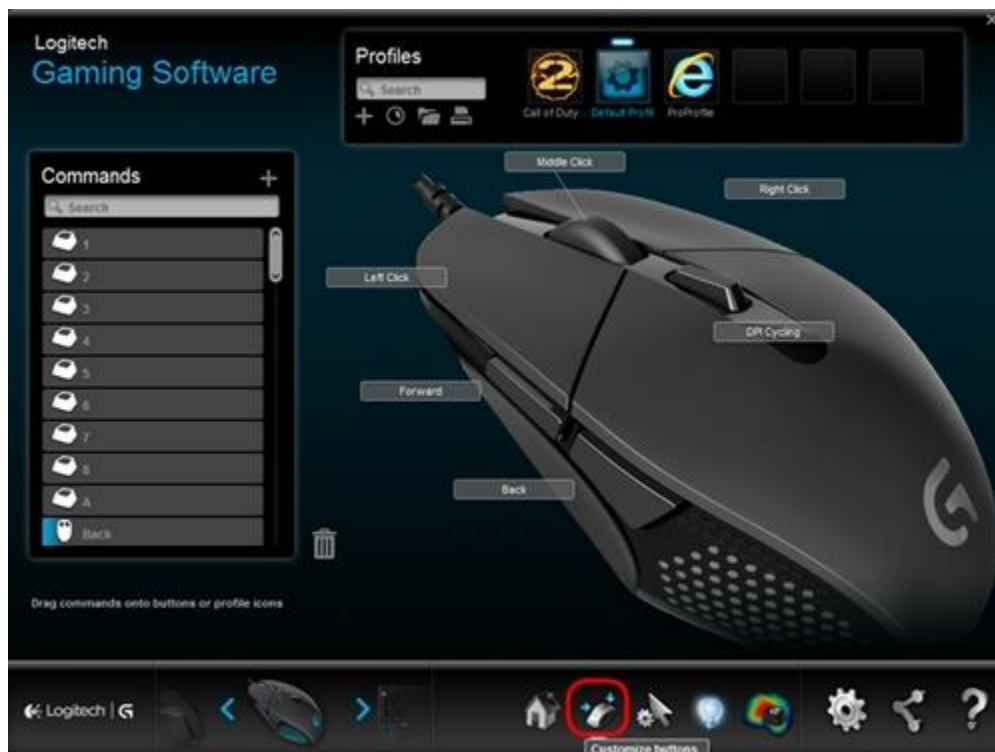 Logitech
Gaming Software
Profiles
Search
Call of Duty
Default Profil
ProProfile
Commands
Search
1
2
3
4
5
6
7
8
A
Back
Drag commands onto buttons or profile icons
Middle Click
Right Click
Left Click
DPI Cycling
Forward
Back
Logitech | G
Customize buttons